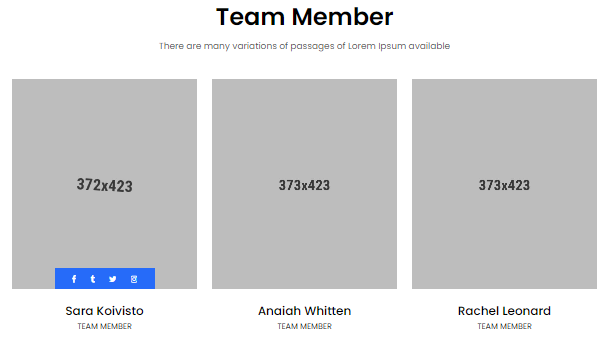 Team Member
There are many variations of passages of Lorem Ipsum available
372x423
373x423
373x423
Sara Koivisto
TEAM MEMBER
Anaiah Whitten
TEAM MEMBER
Rachel Leonard
TEAM MEMBER